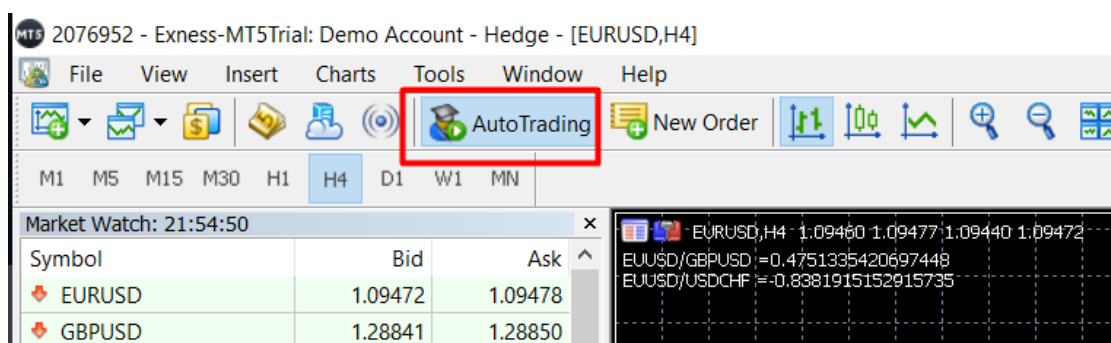 MT5 2076952 - Exness-MT5Trial: Demo Account - Hedge - [EURUSD,H4]
File View Insert Charts Tools Window Help
$ AutoTrading New Order
M1 M5 M15 M30 H1 H4 D1 W1 MN
Market Watch: 21:54:50 ×
Symbol Bid Ask
EURUSD 1.09472 1.09478
GBPUSD 1.28841 1.28850
EURUSD,H4 1.09460 1.09477 1.09440 1.09472
EUUSD/GBPUSD =0.4751335420697448
EUUSD/USDCHF =-0.8381915152915735